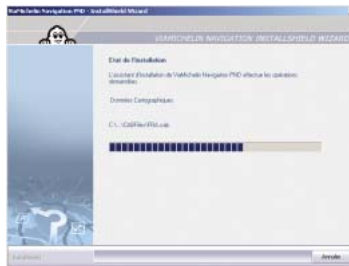 ViaMichelin Navigation PND - InstallShield Wizard
VIAMICHELIN NAVIGATION INSTALLSHIELD WIZARD
Etat de l'installation
L'assistant d'installation de ViaMichelin Navigation PND effectue les opérations
demandées.
Données Cartographiques
InstallShield
Annuler